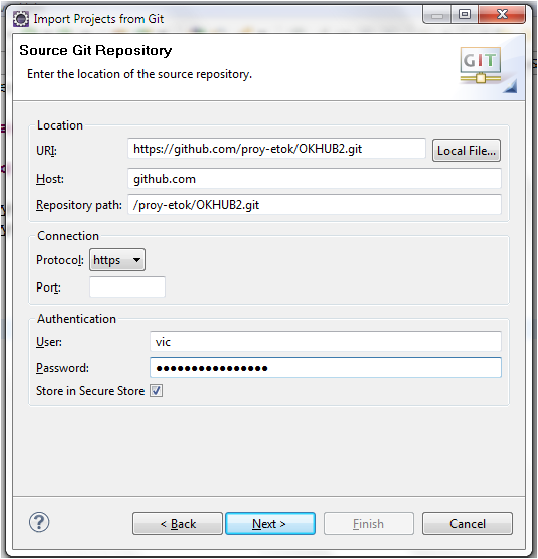 Import Projects from Git
Source Git Repository
Enter the location of the source repository.
GIT
Location
URI: https://github.com/proy-etok/OKHUB2.git Local File...
Host: github.com
Repository path: /proy-etok/OKHUB2.git
Connection
Protocol: https
Port:
Authentication
User: vic
Password: ●●●●●●●●●●●●●●●●
Store in Secure Store
? < Back Next > Finish Cancel